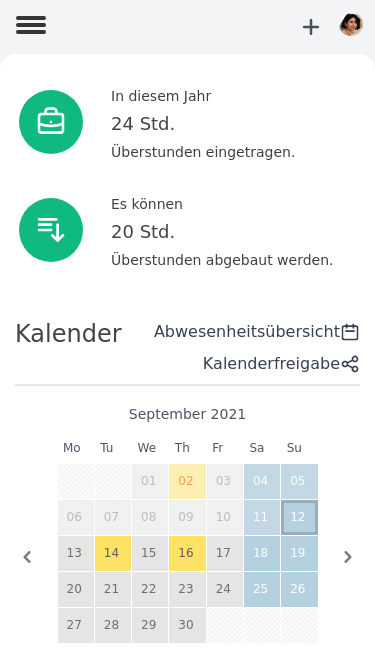 In diesem Jahr
24 Std.
Überstunden eingetragen.
Es können
20 Std.
Überstunden abgebaut werden.
Kalender
Abwesenheitsübersicht
Kalenderfreigabe
September 2021
Mo Tu We Th Fr Sa Su
01 02 03 04 05
06 07 08 09 10 11 12
13 14 15 16 17 18 19
20 21 22 23 24 25 26
27 28 29 30